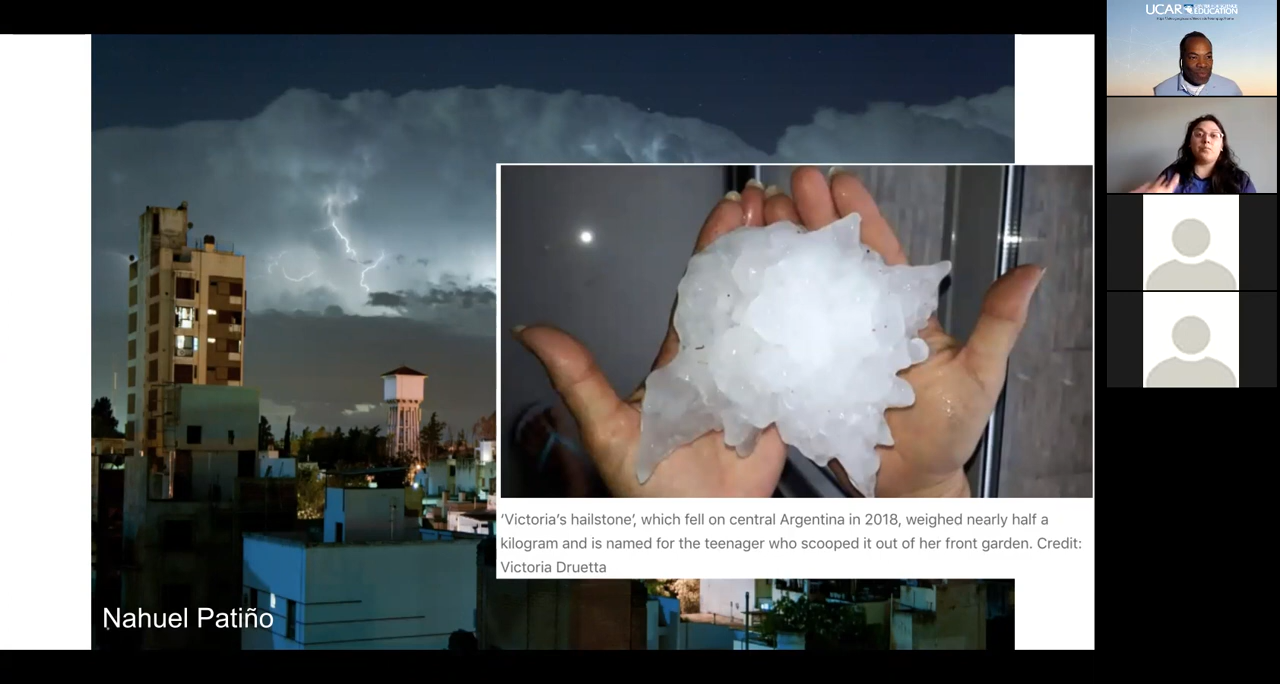 UCAR
EDUCATION
'Victoria's hailstone', which fell on central Argentina in 2018, weighed nearly half a
kilogram and is named for the teenager who scooped it out of her front garden. Credit:
Victoria Druetta
Nahuel Patiño